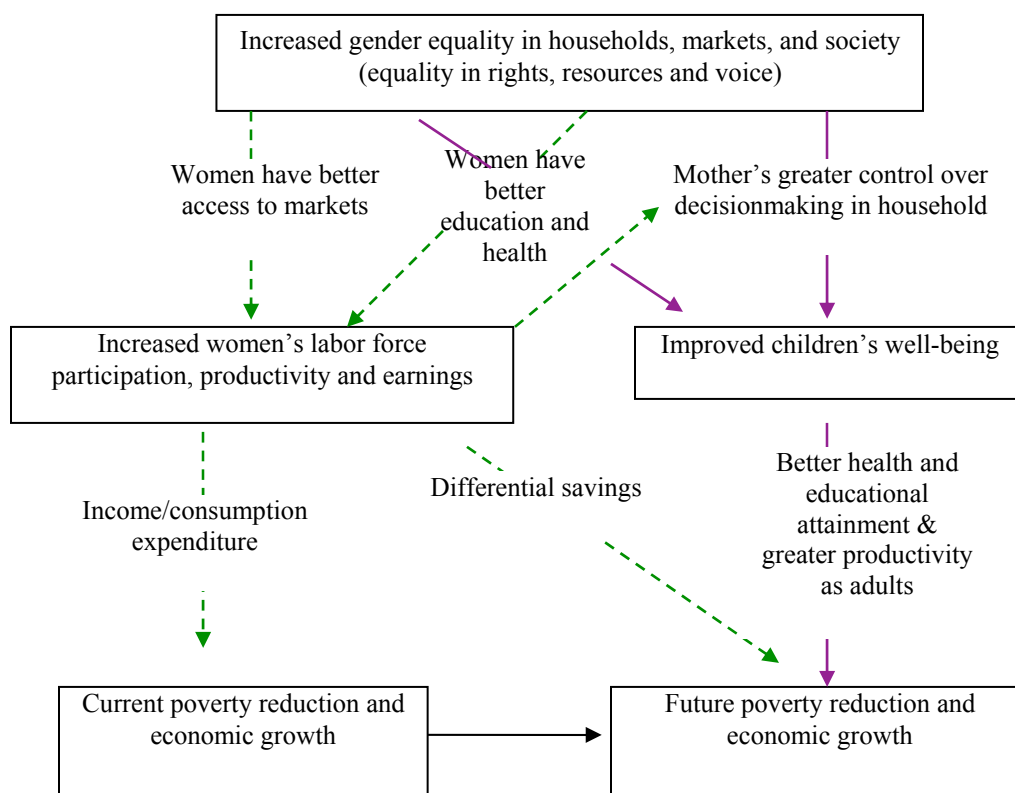 Increased gender equality in households, markets, and society
(equality in rights, resources and voice)
Women have better
access to markets
Women have
better
education and
health
Mother’s greater control over
decisionmaking in household
Increased women’s labor force
participation, productivity and earnings
Improved children’s well-being
Income/consumption
expenditure
Differential savings
Better health and
educational
attainment &
greater productivity
as adults
Current poverty reduction and
economic growth
Future poverty reduction and
economic growth